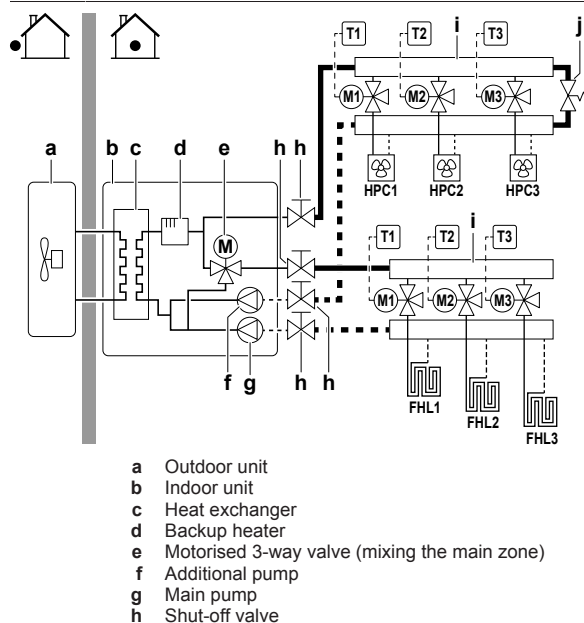 T1 T2 T3 i j
M1 M2 M3
a b c d e h h
HPC1 HPC2 HPC3
M
T1 T2 T3 i
h
M1 M2 M3
f g h h
FHL1 FHL2 FHL3
a Outdoor unit
b Indoor unit
c Heat exchanger
d Backup heater
e Motorised 3-way valve (mixing the main zone)
f Additional pump
g Main pump
h Shut-off valve